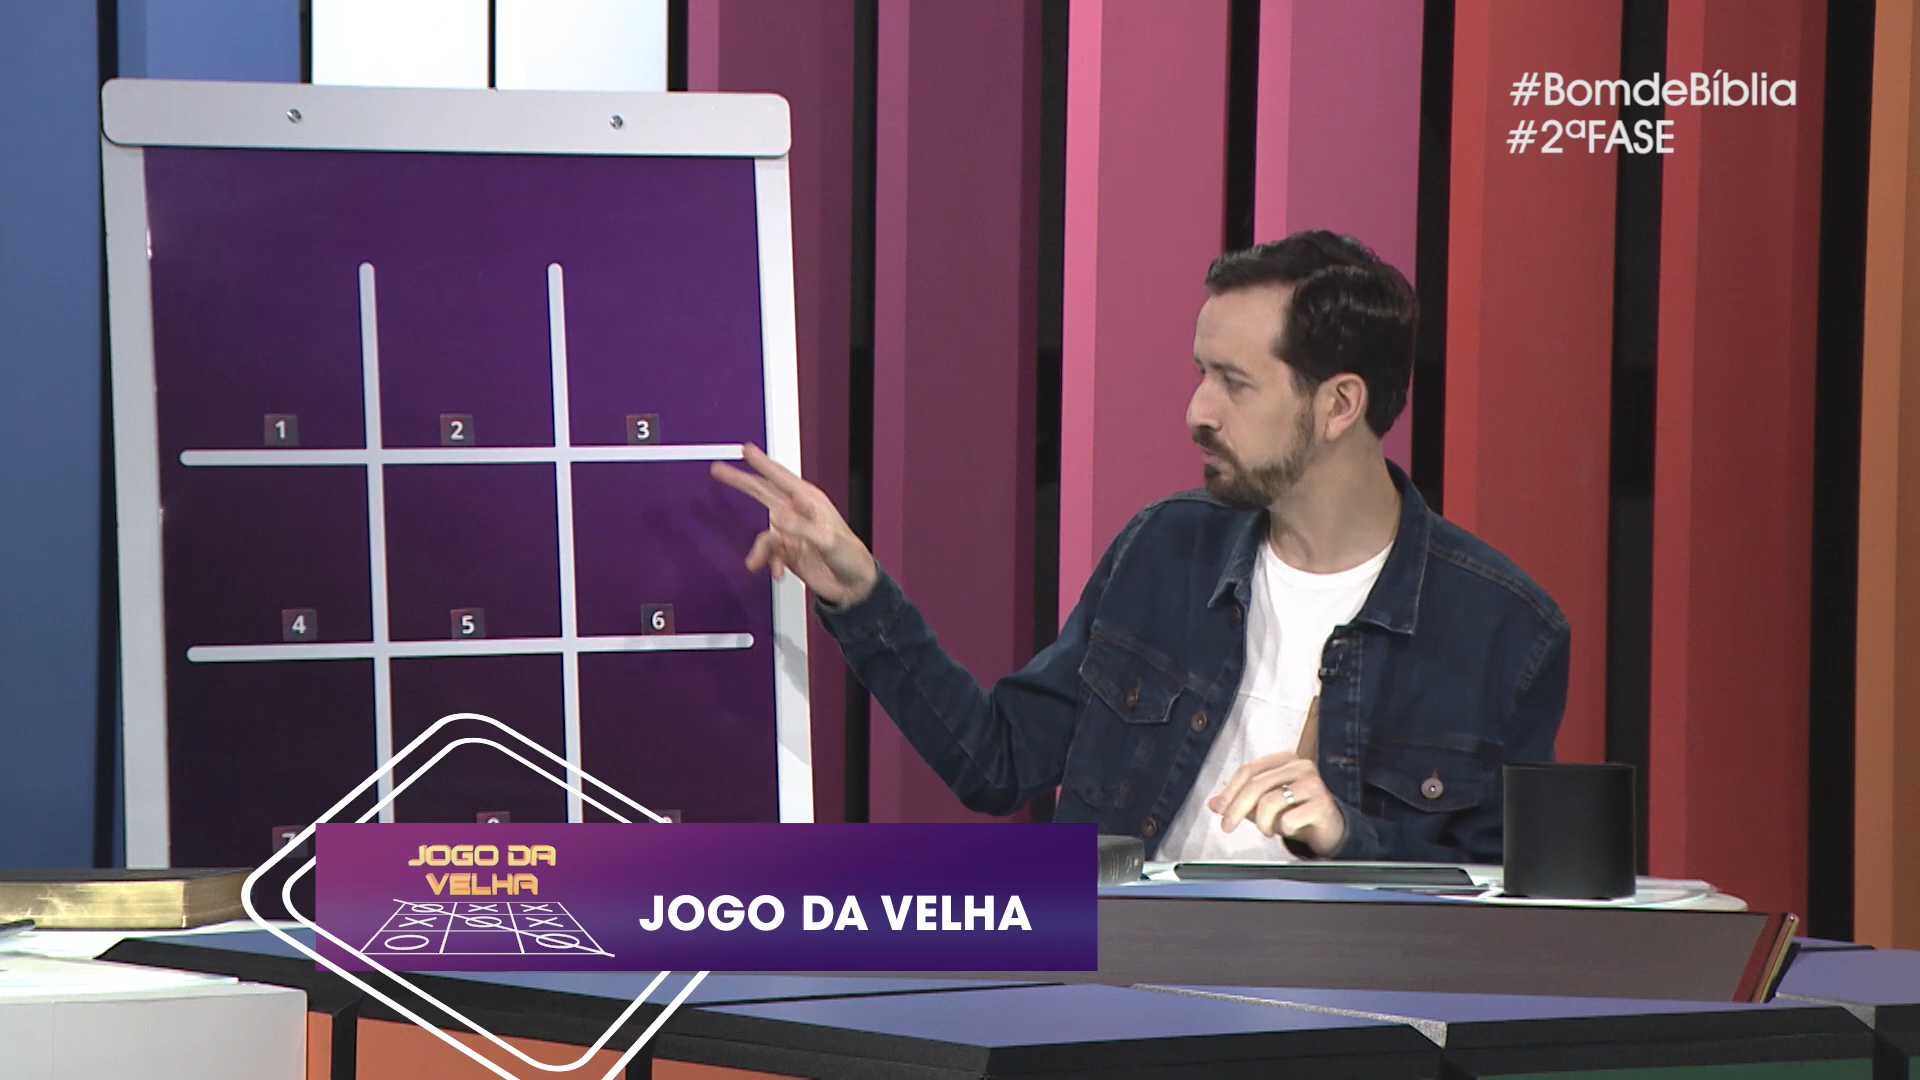 #BomdeBíblia
#2ªFASE
1 2 3
4 5 6
JOGO DA
VELHA
JOGO DA VELHA